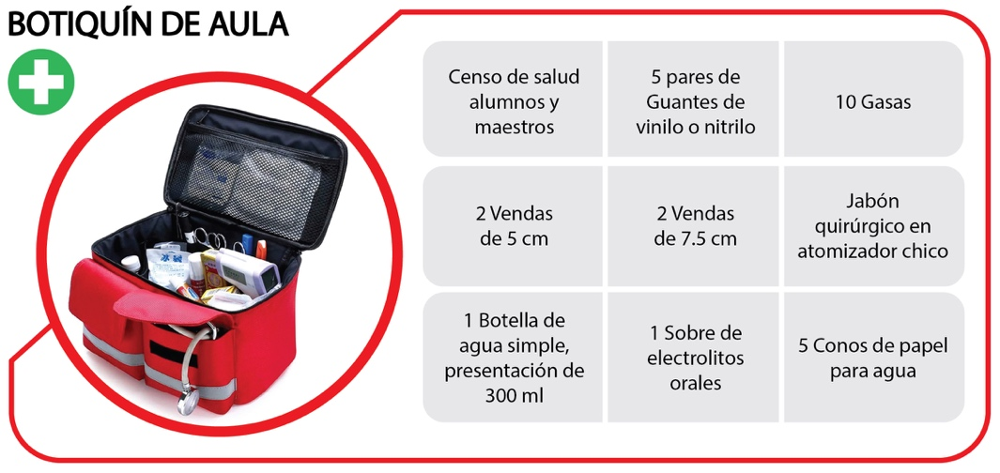 BOTIQUÍN DE AULA
Censo de salud
alumnos y
maestros
5 pares de
Guantes de
vinilo o nitrilo
10 Gasas
2 Vendas
de 5 cm
2 Vendas
de 7.5 cm
Jabón
quirúrgico en
atomizador chico
1 Botella de
agua simple,
presentación de
300 ml
1 Sobre de
electrolitos
orales
5 Conos de papel
para agua